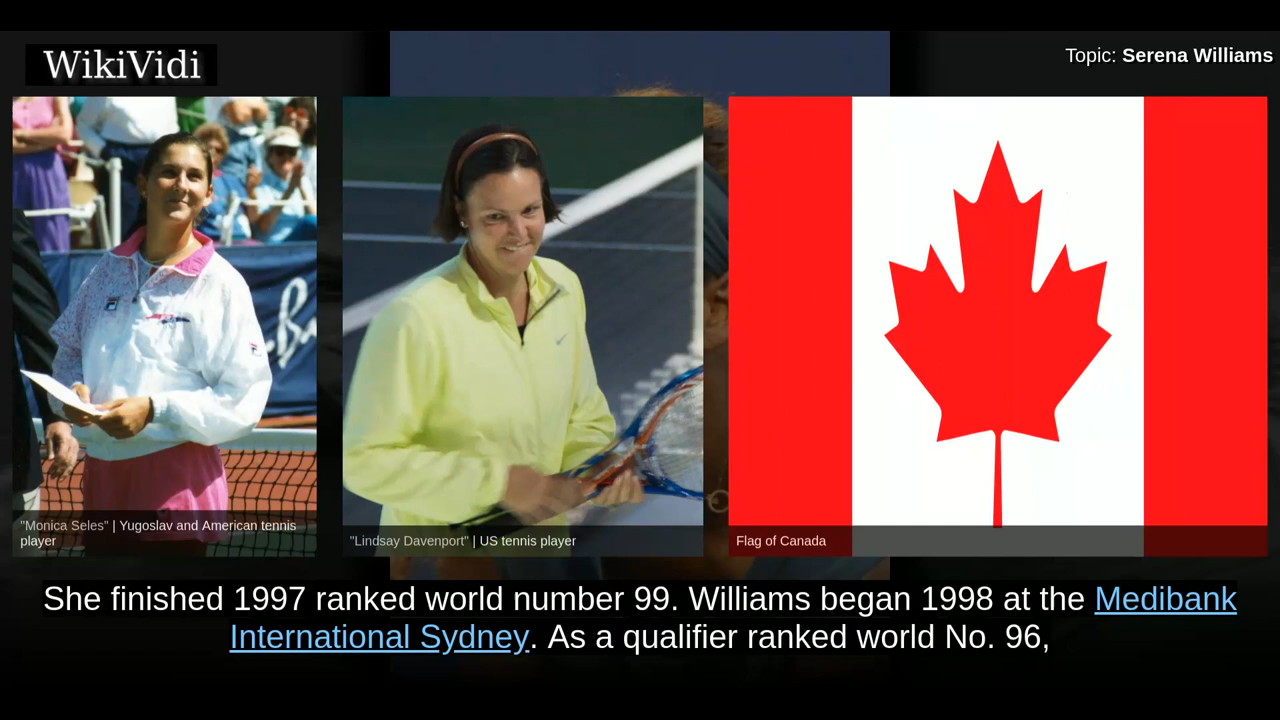 WikiVidi
Topic: Serena Williams
"Monica Seles" | Yugoslav and American tennis
player
"Lindsay Davenport" | US tennis player
Flag of Canada
She finished 1997 ranked world number 99. Williams began 1998 at the Medibank
International Sydney. As a qualifier ranked world No. 96,